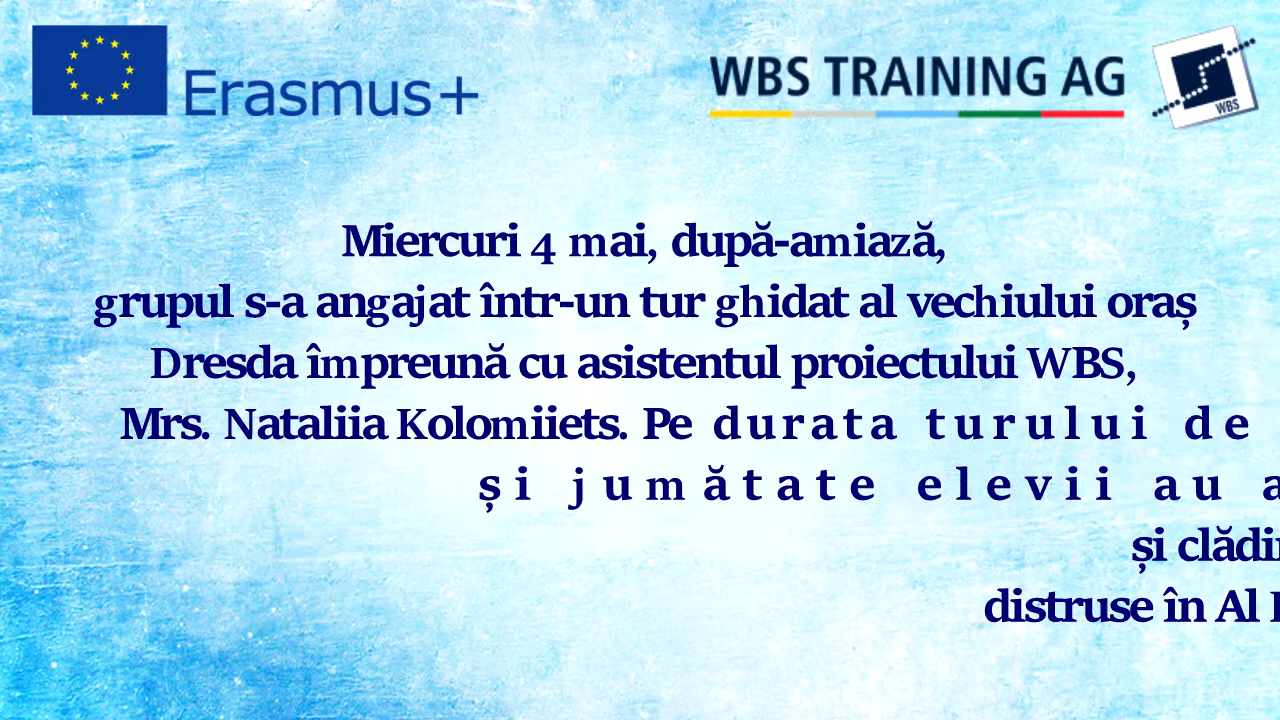 Erasmus+
WBS TRAINING AG
WBS
Miercuri 4 mai, după-amiază,
grupul s-a angajat într-un tur ghidat al vechiului oraș
Dresda împreună cu asistentul proiectului WBS,
Mrs. Nataliia Kolomiiets. Pe durata turului de
și jumătate elevii au
și
distruse în Al